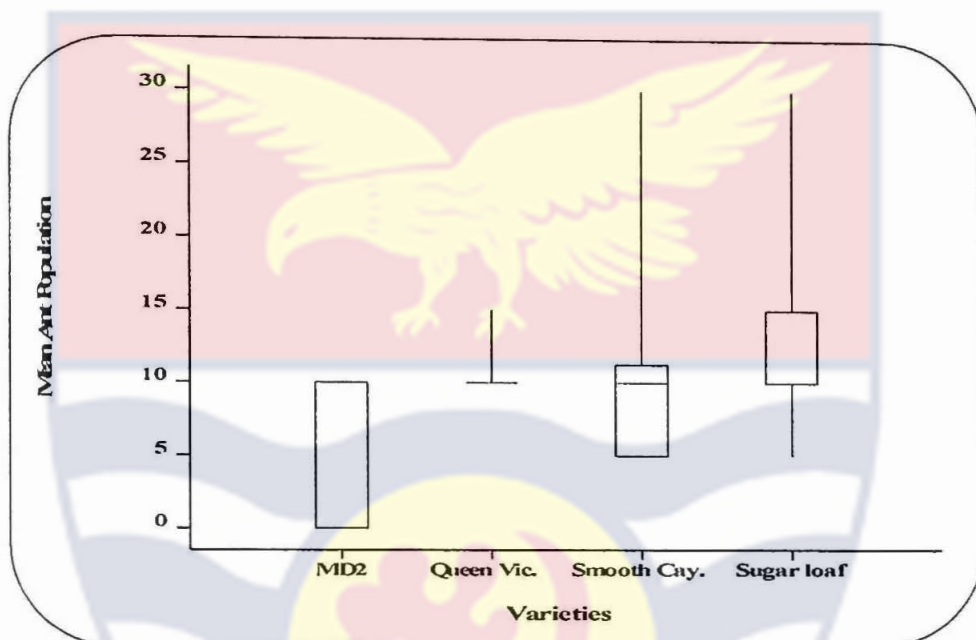 Mean Ant Population
30
25
20
15
10
5
0
MD2 Queen Vic. Smooth Cay. Sugar loaf
Varieties